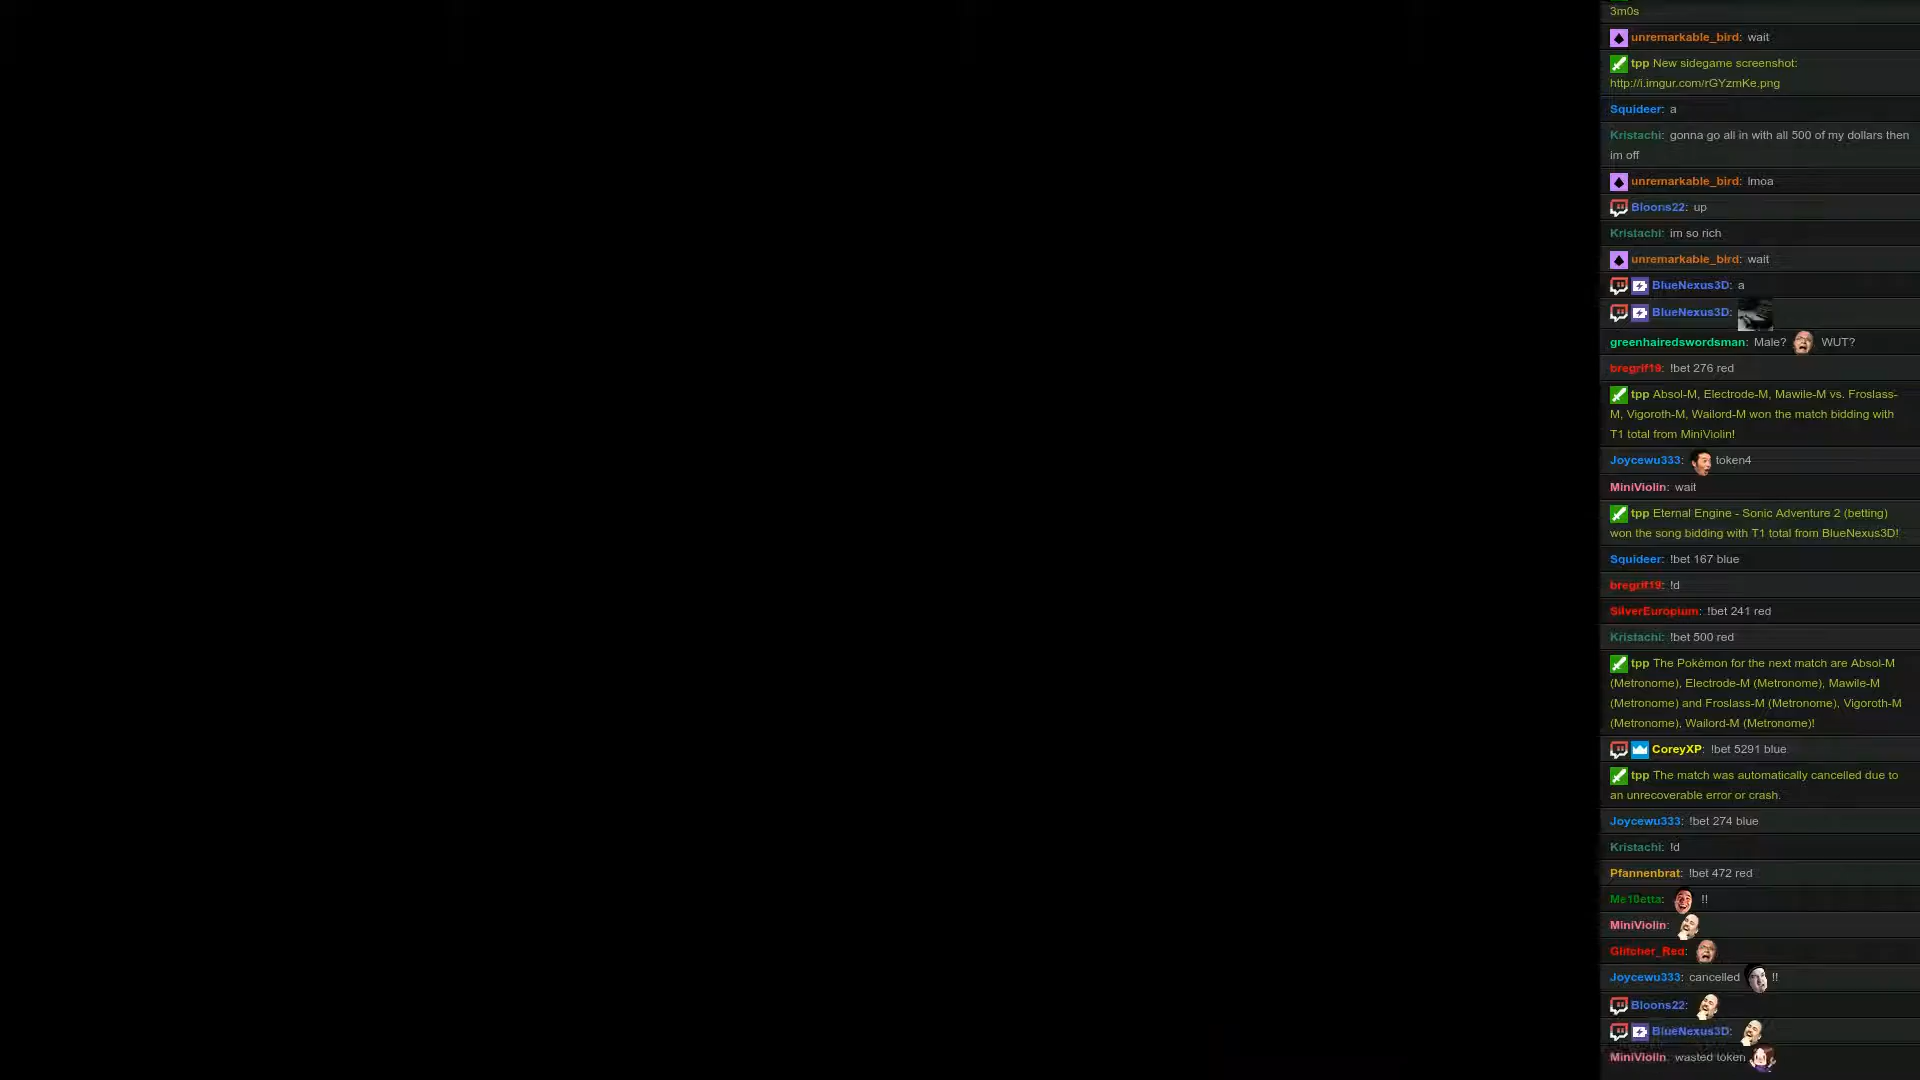 3m0s
unremarkable_bird: wait
tpp New sidegame screenshot:
http://i.imgur.com/rGYzmKe.png
Squideer: a
Kristachi: gonna go all in with all 500 of my dollars then
im off
unremarkable_bird: lmoa
Bloons22: up
Kristachi: im so rich
unremarkable_bird: wait
BlueNexus3D: a
BlueNexus3D:
greenhairedswordsman: Male? WUT?
bregrif19: !bet 276 red
tpp Absol-M, Electrode-M, Mawile-M vs. Froslass-
M, Vigoroth-M, Wailord-M won the match bidding with
T1 total from MiniViolin!
Joycewu333: token4
MiniViolin: wait
tpp Eternal Engine - Sonic Adventure 2 (betting)
won the song bidding with T1 total from BlueNexus3D!
Squideer: !bet 167 blue
bregrif19: !d
SilverEuropium: !bet 241 red
Kristachi: !bet 500 red
tpp The Pokémon for the next match are Absol-M
(Metronome), Electrode-M (Metronome), Mawile-M
(Metronome) and Froslass-M (Metronome), Vigoroth-M
(Metronome), Wailord-M (Metronome)!
CoreyXP: !bet 5291 blue
tpp The match was automatically cancelled due to
an unrecoverable error or crash.
Joycewu333: !bet 274 blue
Kristachi: !d
Pfannenbrat: !bet 472 red
Me10etta: !!
MiniViolin:
Glitcher_Red:
Joycewu333: cancelled !!
Bloons22:
BlueNexus3D:
MiniViolin: wasted token